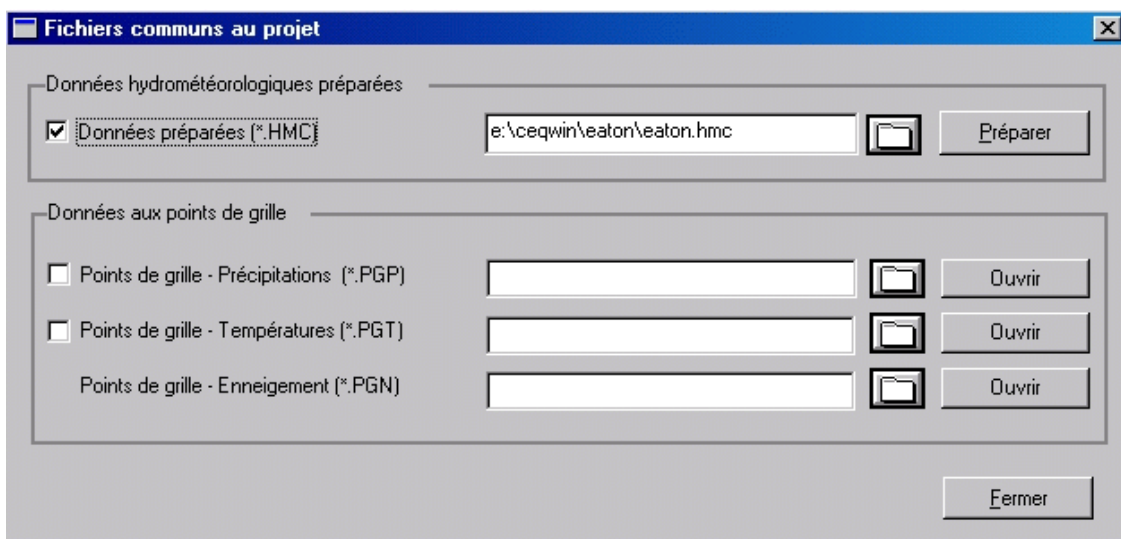 Fichiers communs au projet
Données hydrométéorologiques préparées
Données préparées (*.HMC) e:\ceqwin\eaton\eaton.hmc Préparer
Données aux points de grille
Points de grille - Précipitations (*.PGP) Ouvrir
Points de grille - Températures (*.PGT) Ouvrir
Points de grille - Enneigement (*.PGN) Ouvrir
Fermer